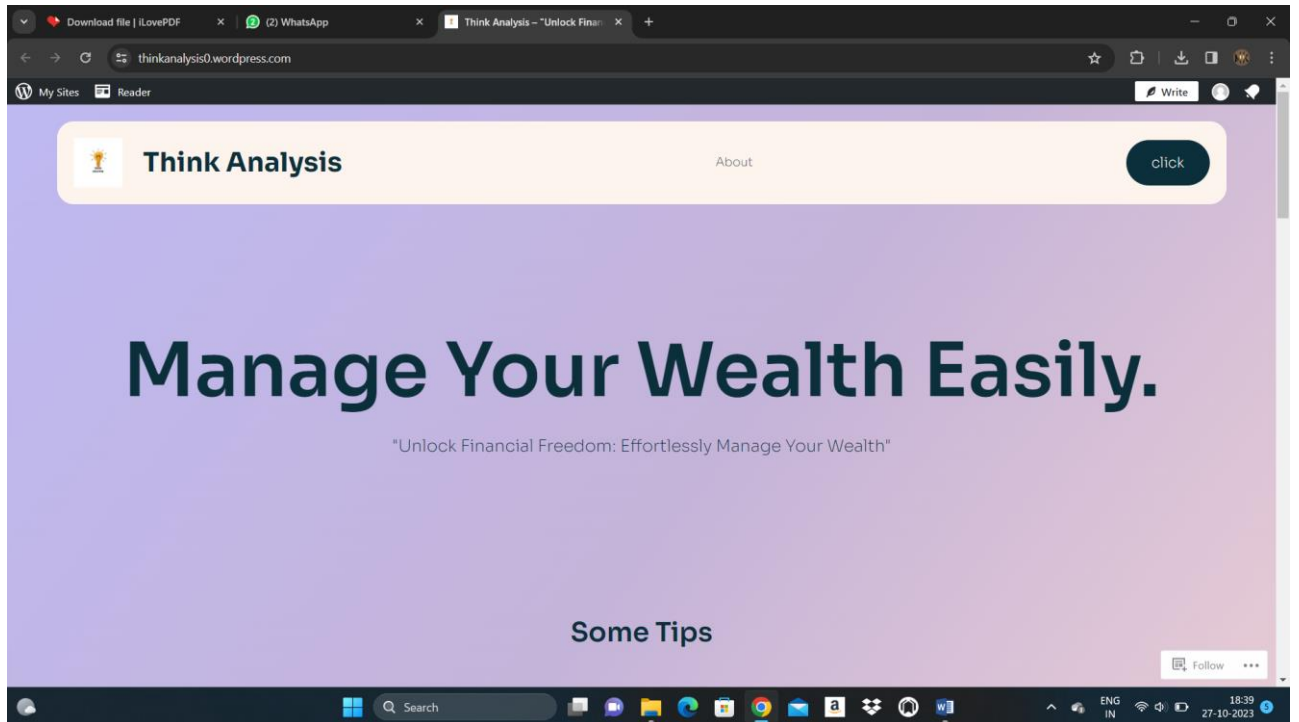 Download file | iLovePDF
(2) WhatsApp
Think Analysis – "Unlock Finan
thinkanalysis0.wordpress.com
My Sites
Reader
Write
Think Analysis
About
click
Manage Your Wealth Easily.
"Unlock Financial Freedom: Effortlessly Manage Your Wealth"
Some Tips
Follow
Search
ENG
IN
18:39
27-10-2023
5